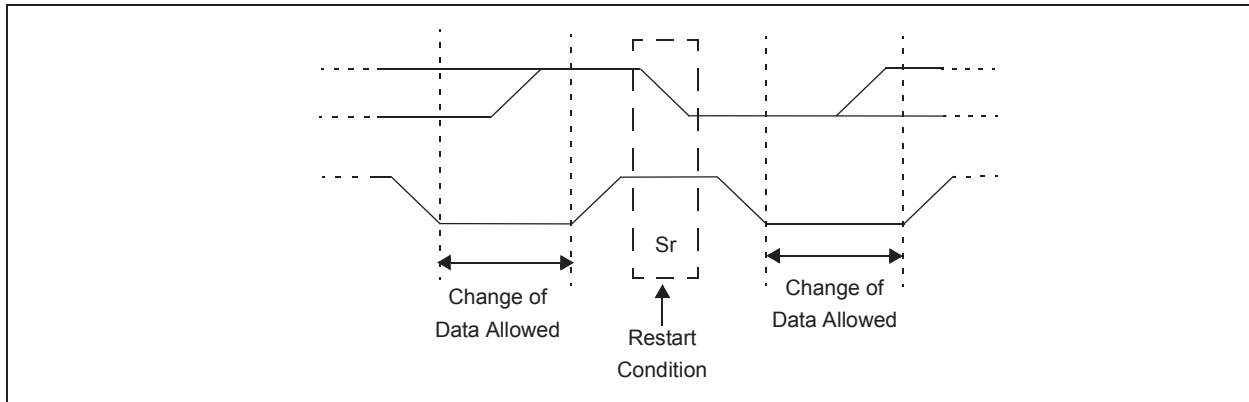 Sr
Change of
Data Allowed
Restart
Condition
Change of
Data Allowed